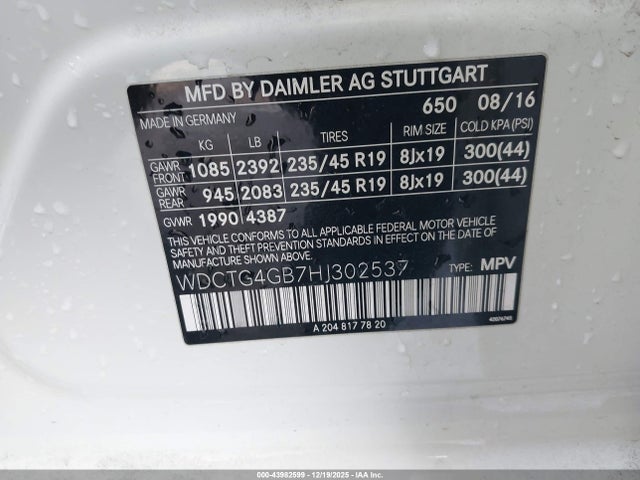 MFD BY DAIMLER AG STUTTGART
MADE IN GERMANY 650 08/16
KG LB TIRES RIM SIZE COLD KPA(PSI)
GAWR FRONT 1085 2392 235/45 R19 8Jx19 300(44)
GAWR REAR 945 2083 235/45 R19 8Jx19 300(44)
GVWR 1990 4387
THIS VEHICLE CONFORMS TO ALL APPLICABLE FEDERAL MOTOR VEHICLE
SAFETY AND THEFT PREVENTION STANDARDS IN
EFFECT ON THE DATE OF MANUFACTURE SHOWN ABOVE.
WDCTG4GB7HJ302537 TYPE: MPV
A 204 817 78 20
000-43982599 - 12/19/2025 - IAAI.CA